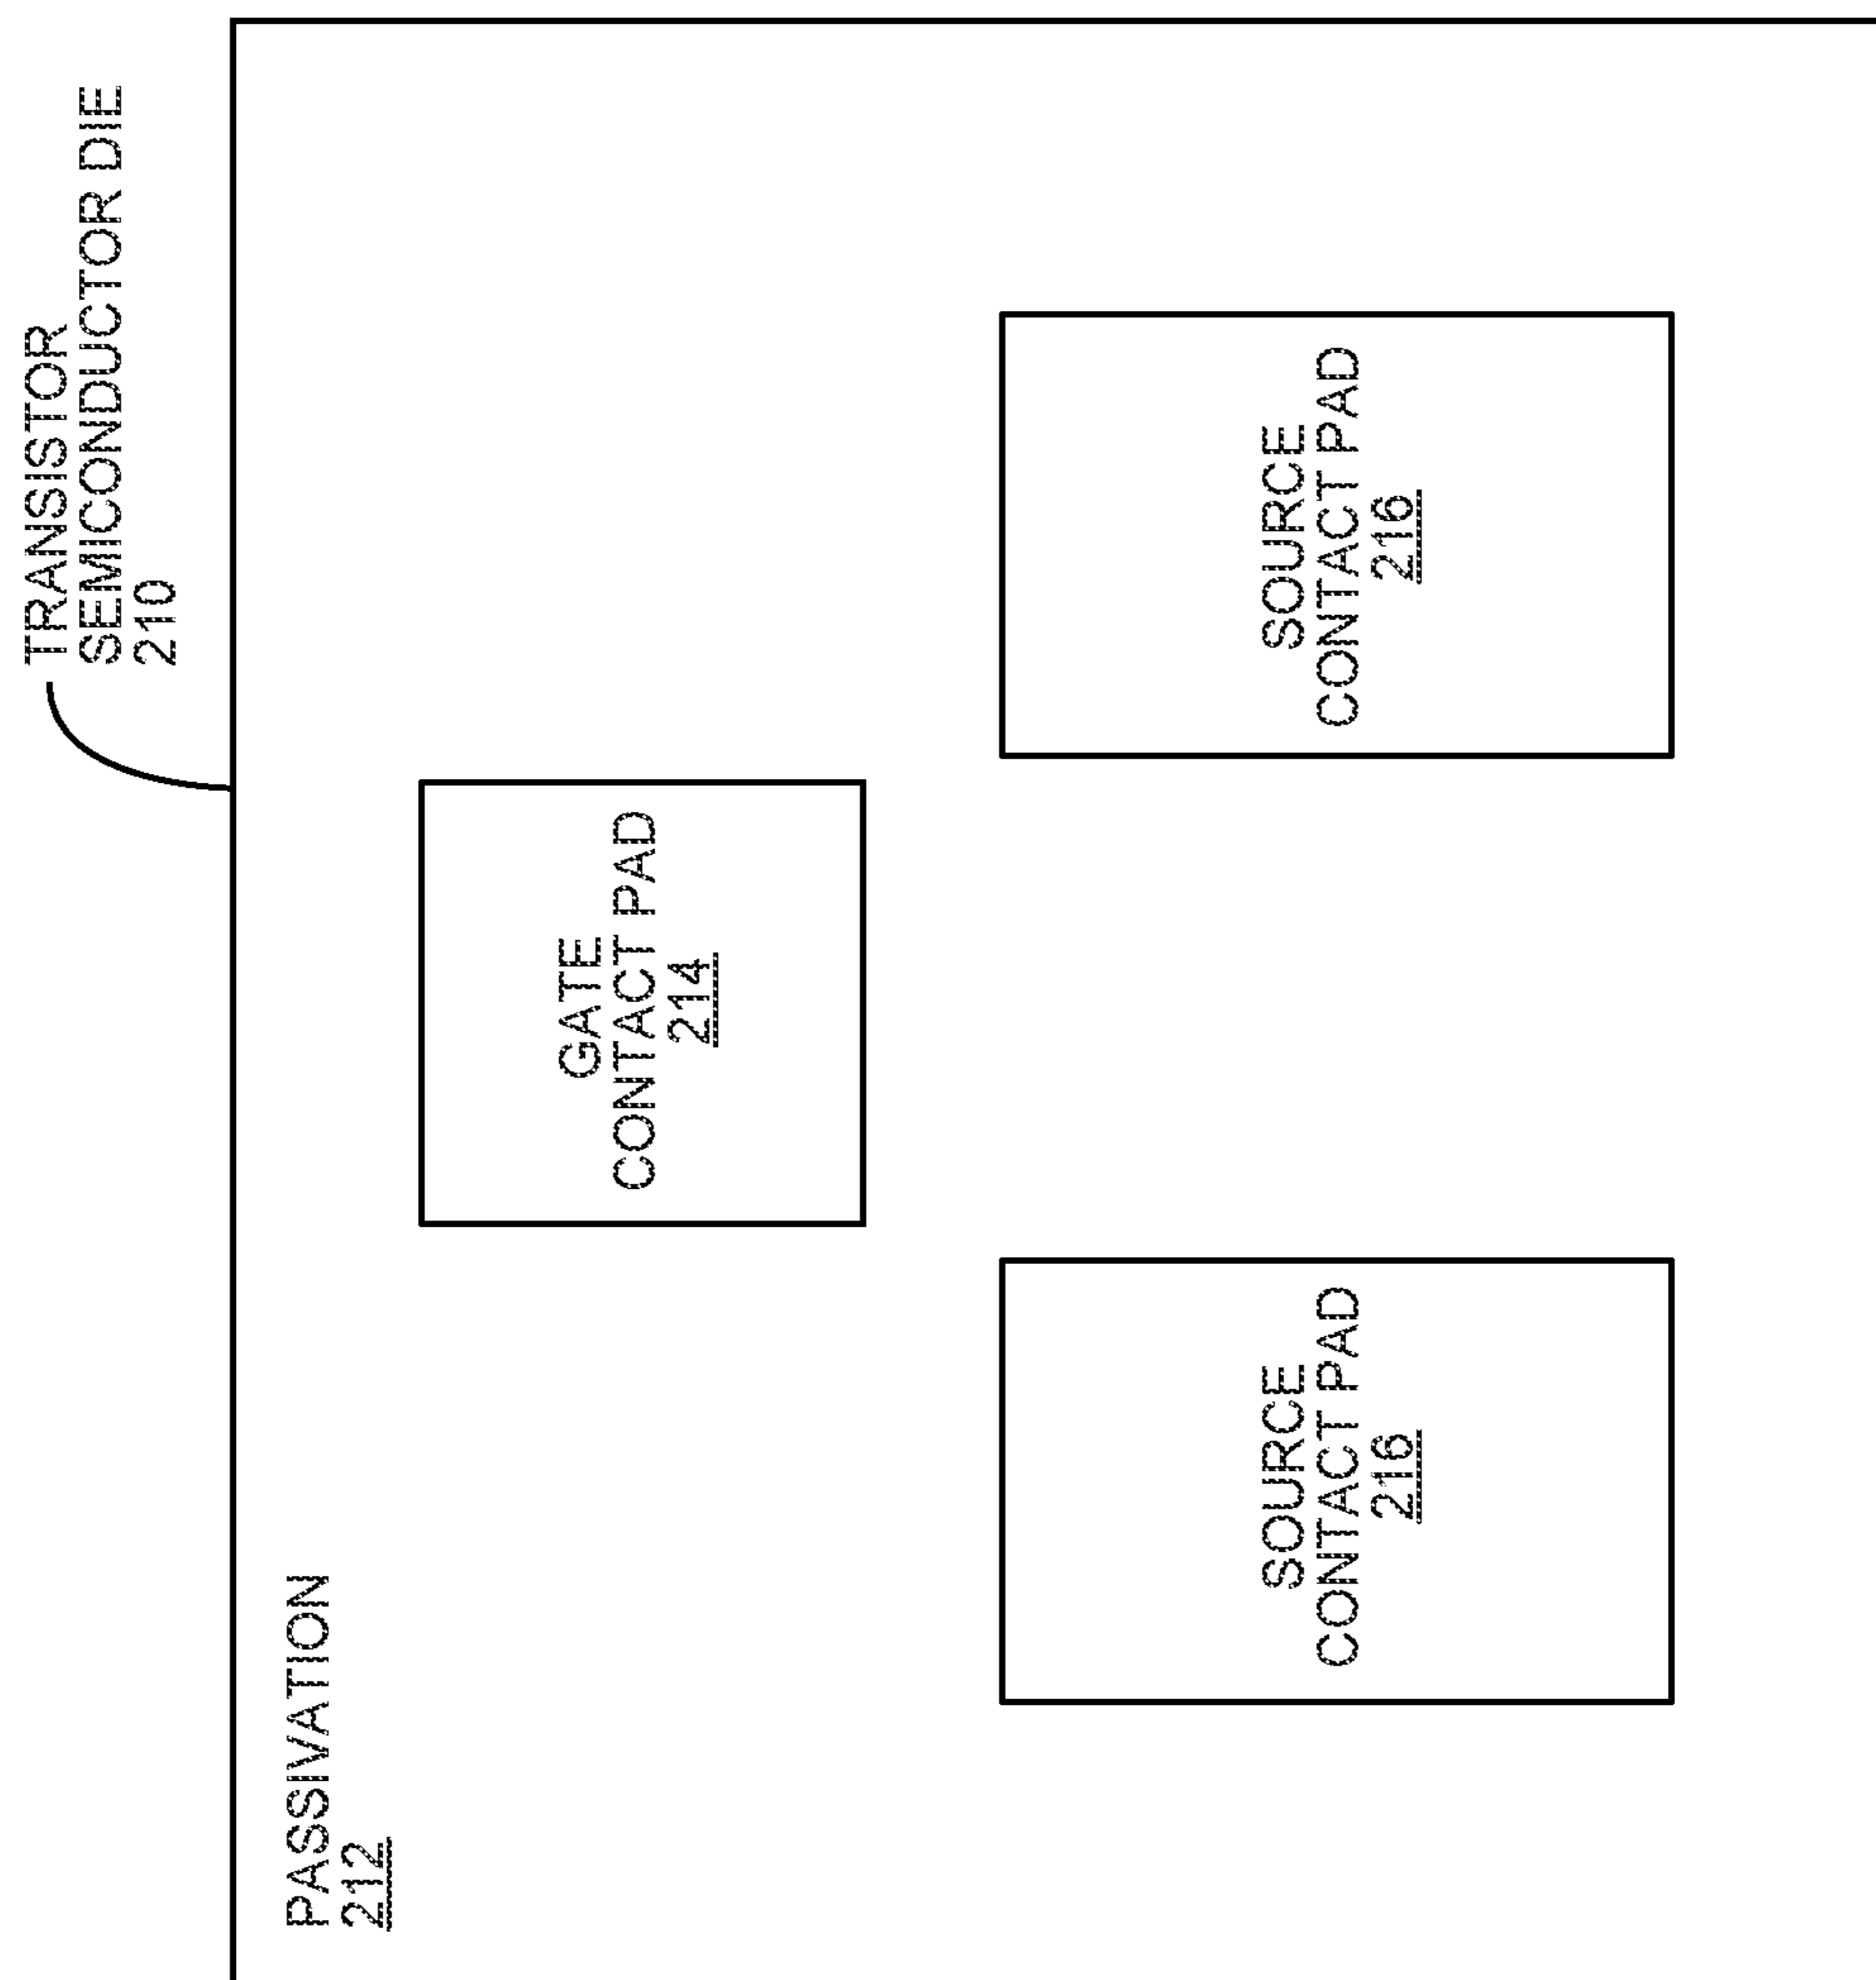 TRANSISTOR
SEMICONDUCTOR DIE
210
PASSIVATION
212
GATE
CONTACT PAD
214
SOURCE
CONTACT PAD
216
SOURCE
CONTACT PAD
216